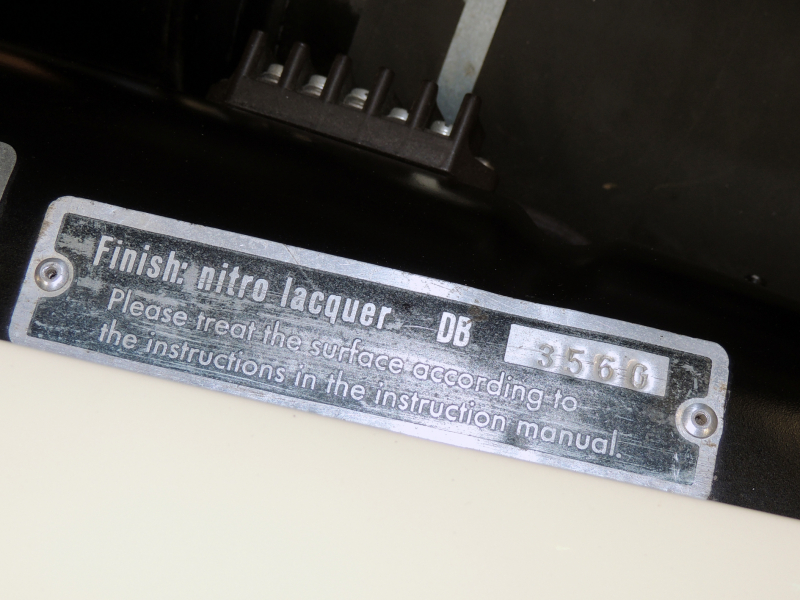 Finish: nitro lacquer DB 3560
Please treat the surface according to
the instructions in the instruction manual.